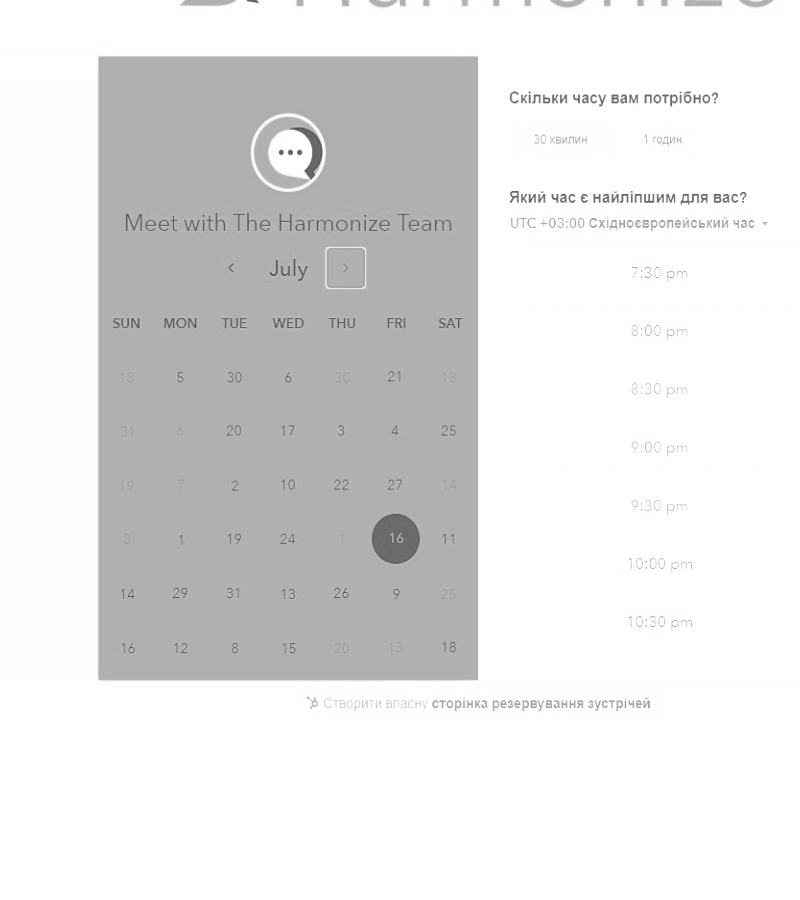 Harmonize
Meet with The Harmonize Team
July
SUN MON TUE WED THU FRI SAT
18 5 30 6 30 21 18
31 6 20 17 3 4 25
19 7 2 10 22 27 14
8 1 19 24 1 16 11
14 29 31 13 26 9 25
16 12 8 15 20 13 18
Скільки часу вам потрібно?
30 хвилин 1 годин
Який час є найліпшим для вас?
UTC +03:00 Східноєвропейський час
7:30 pm
8:00 pm
8:30 pm
9:00 pm
9:30 pm
10:00 pm
10:30 pm
Створити власну сторінка резервування зустрічей